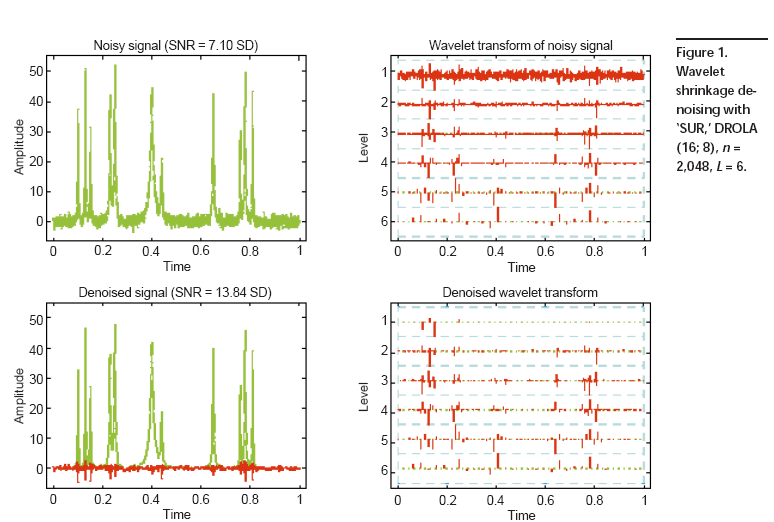 Noisy signal (SNR = 7.10 SD)
50
40
30
20
10
0
Amplitude
0 0.2 0.4 0.6 0.8 1
Time
Wavelet transform of noisy signal
1
2
3
4
5
6
Level
0 0.2 0.4 0.6 0.8 1
Time
Figure 1.
Wavelet
shrinkage de-
noising with
‘SUR,’ DROLA
(16; 8), n =
2,048, L = 6.
Denoised signal (SNR = 13.84 SD)
50
40
30
20
10
0
Amplitude
0 0.2 0.4 0.6 0.8 1
Time
Denoised wavelet transform
1
2
3
4
5
6
Level
0 0.2 0.4 0.6 0.8 1
Time